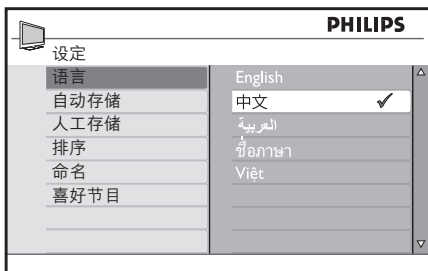 PHILIPS
设定
语言
自动存储
人工存储
排序
命名
喜好节目
English
中文
العربية
ชื่อภาษา
Việt